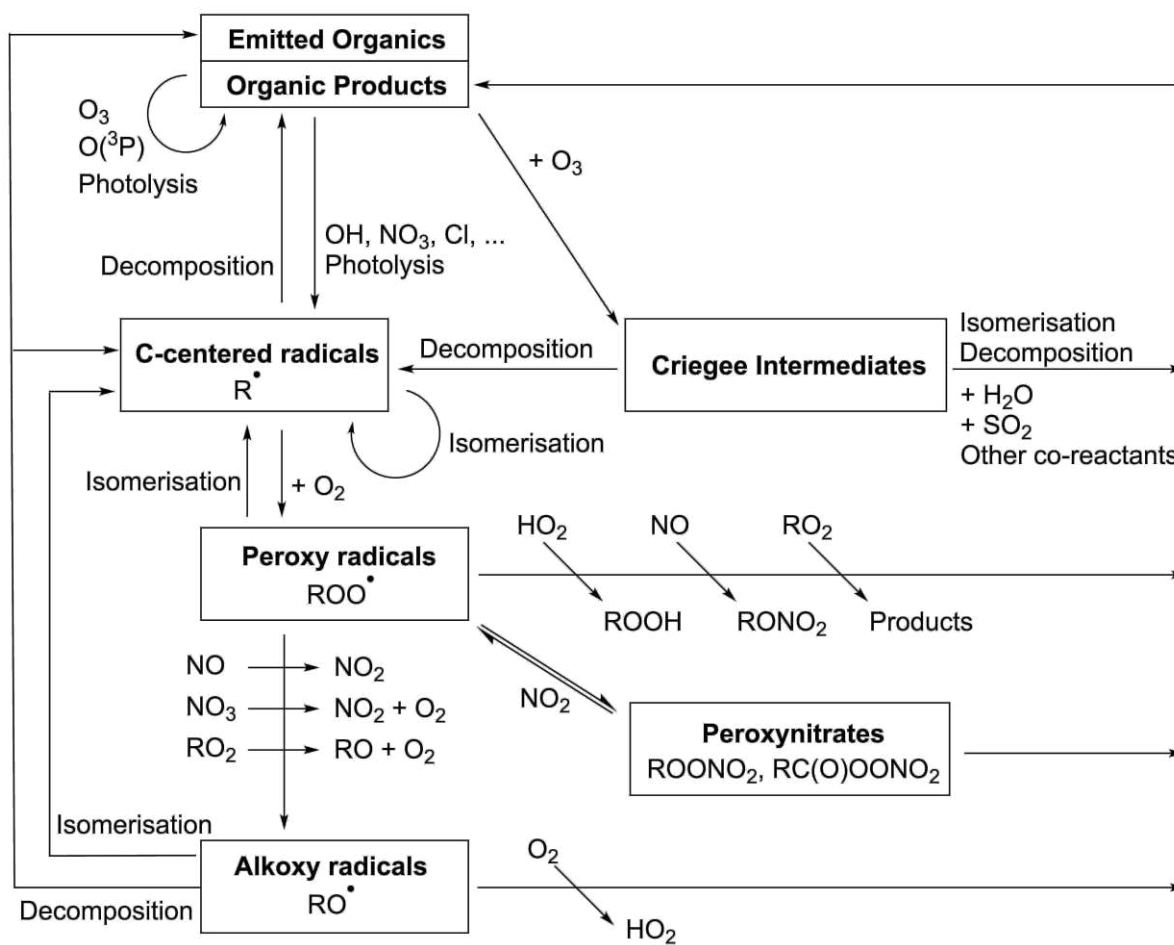 Emitted Organics
Organic Products
O₃
O(³P)
Photolysis
+ O₃
OH, NO₃, Cl, ...
Photolysis
Decomposition
C-centered radicals
R•
Decomposition
Criegee Intermediates
Isomerisation
Decomposition
+ H₂O
+ SO₂
Other co-reactants
Isomerisation
Isomerisation
+ O₂
Peroxy radicals
ROO•
HO₂
NO
RO₂
ROOH
RONO₂
Products
NO
NO₂
NO₃
NO₂ + O₂
RO₂
RO + O₂
NO₂
Peroxynitrates
ROONO₂, RC(O)OONO₂
Isomerisation
Alkoxy radicals
RO•
Decomposition
O₂
HO₂